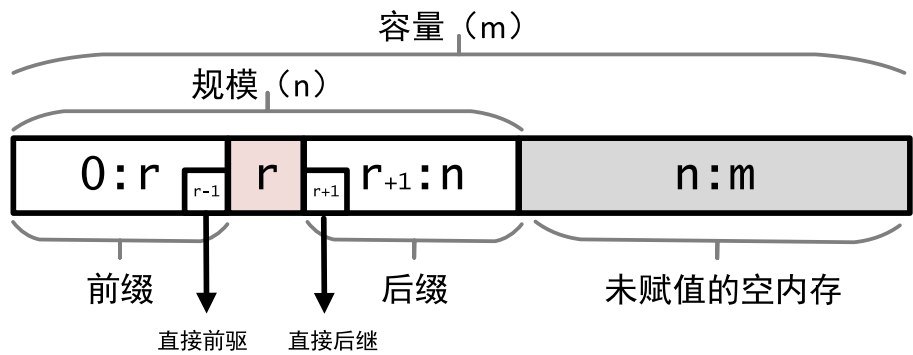 容量（m）
规模（n）
0:r
r-1
r
r+1
r+1:n
n:m
前缀
后缀
未赋值的空内存
直接前驱
直接后继